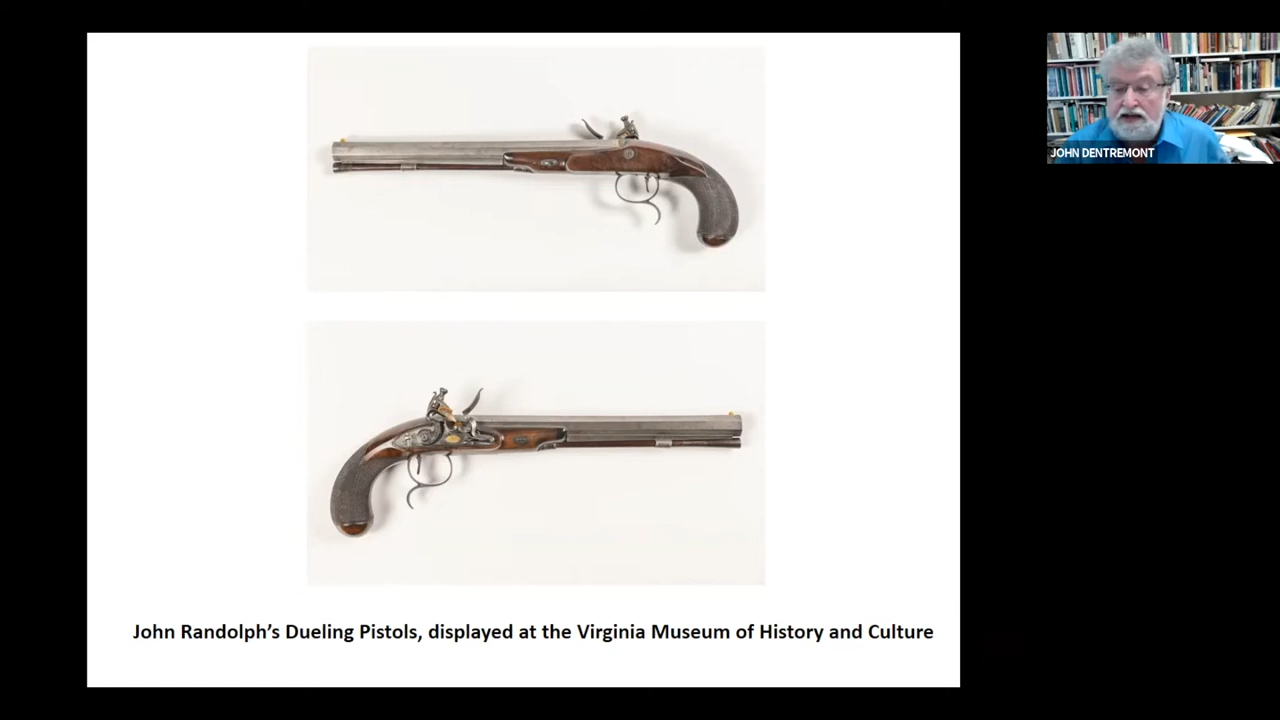 JOHN DENTREMONT
John Randolph’s Dueling Pistols, displayed at the Virginia Museum of History and Culture